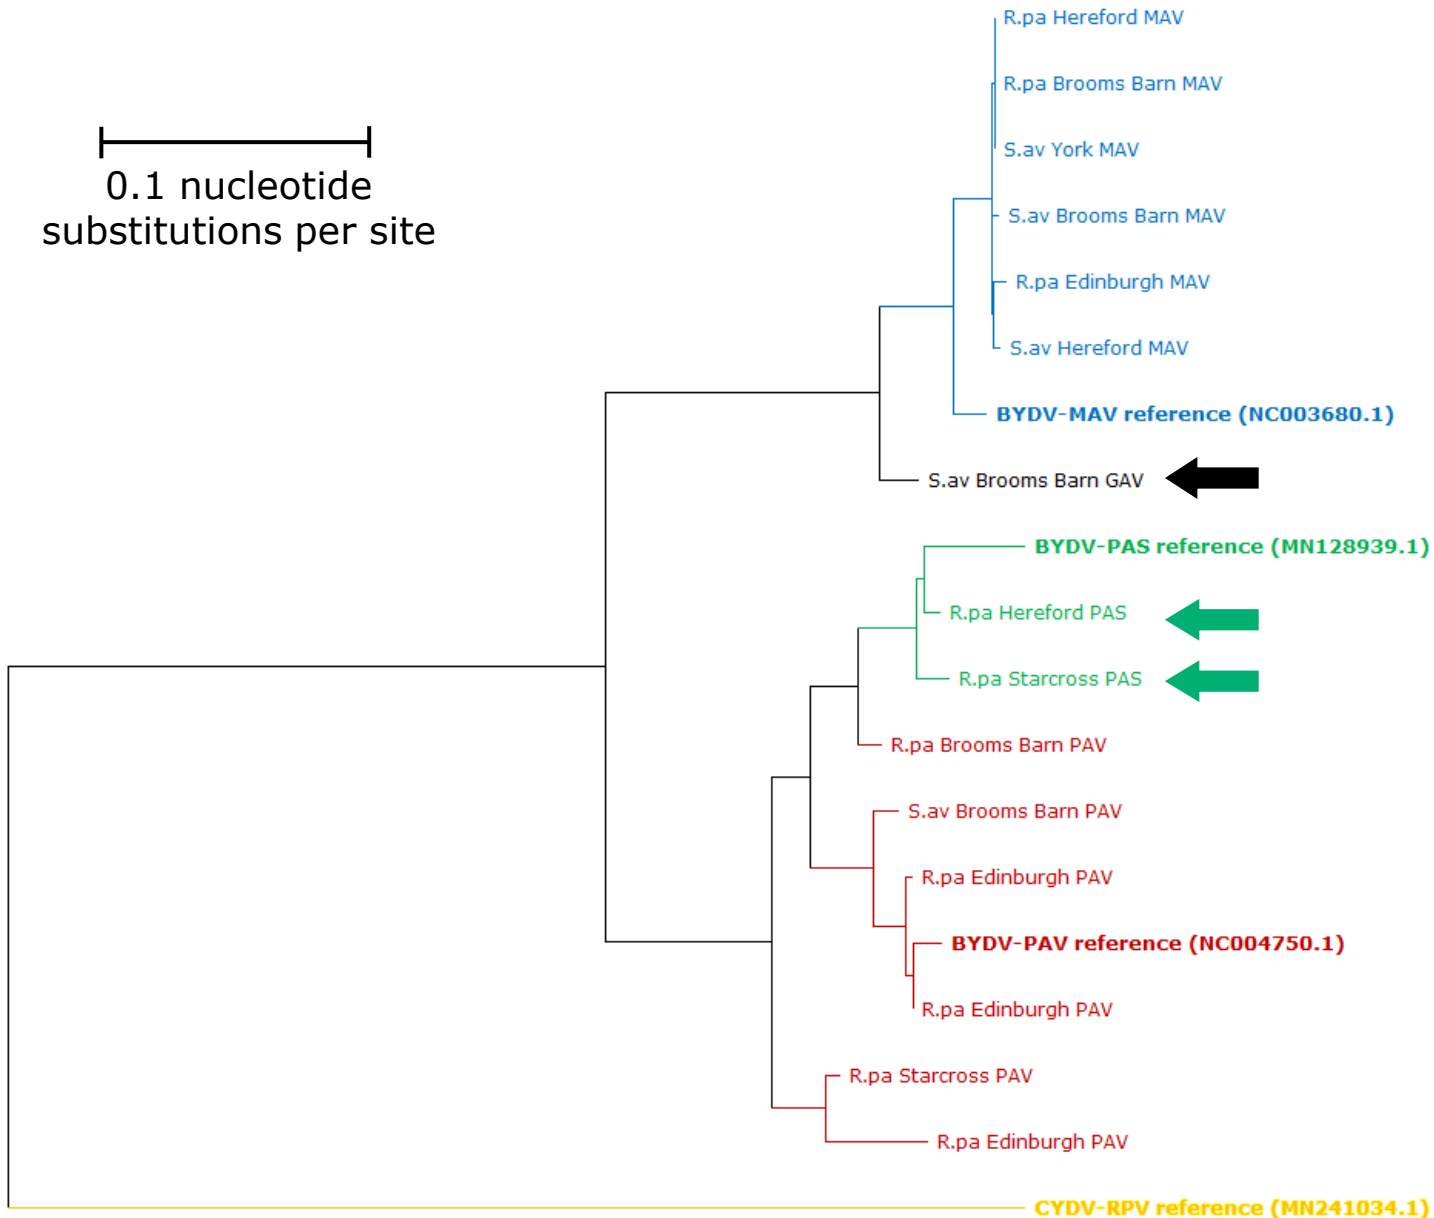 R.pa Hereford MAV
R.pa Brooms Barn MAV
0.1 nucleotide
substitutions per site
S.av York MAV
S.av Brooms Barn MAV
R.pa Edinburgh MAV
S.av Hereford MAV
BYDV-MAV reference (NC003680.1)
S.av Brooms Barn GAV
BYDV-PAS reference (MN128939.1)
R.pa Hereford PAS
R.pa Starcross PAS
R.pa Brooms Barn PAV
S.av Brooms Barn PAV
R.pa Edinburgh PAV
BYDV-PAV reference (NC004750.1)
R.pa Edinburgh PAV
R.pa Starcross PAV
R.pa Edinburgh PAV
CYDV-RPV reference (MN241034.1)